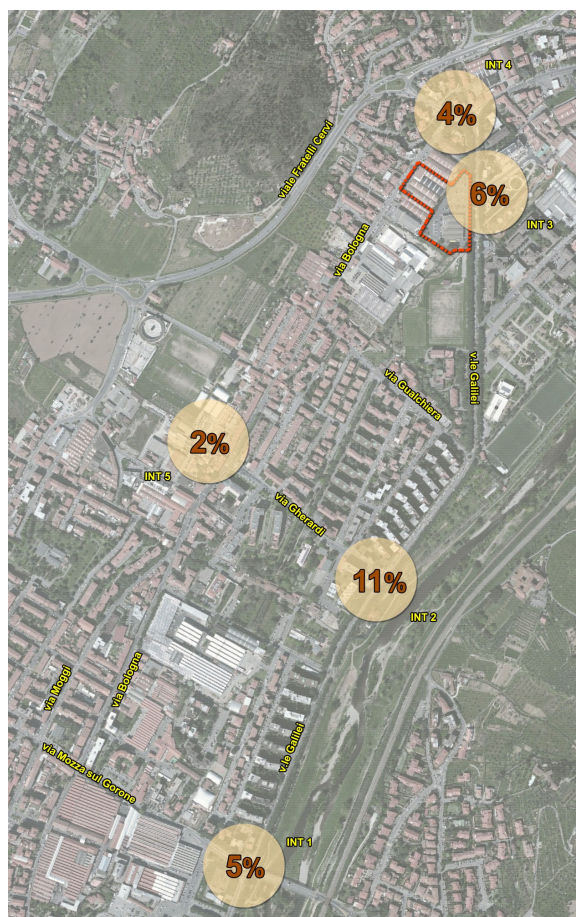 INT 4
4%
viale Fratelli Cervi
6%
INT 3
via Bologna
v.le Galilei
via Gualchiera
2%
INT 5
via Gherardi
11%
INT 2
via Moggi
via Bologna
v.le Galilei
via Mozza sul Gorone
INT 1
5%